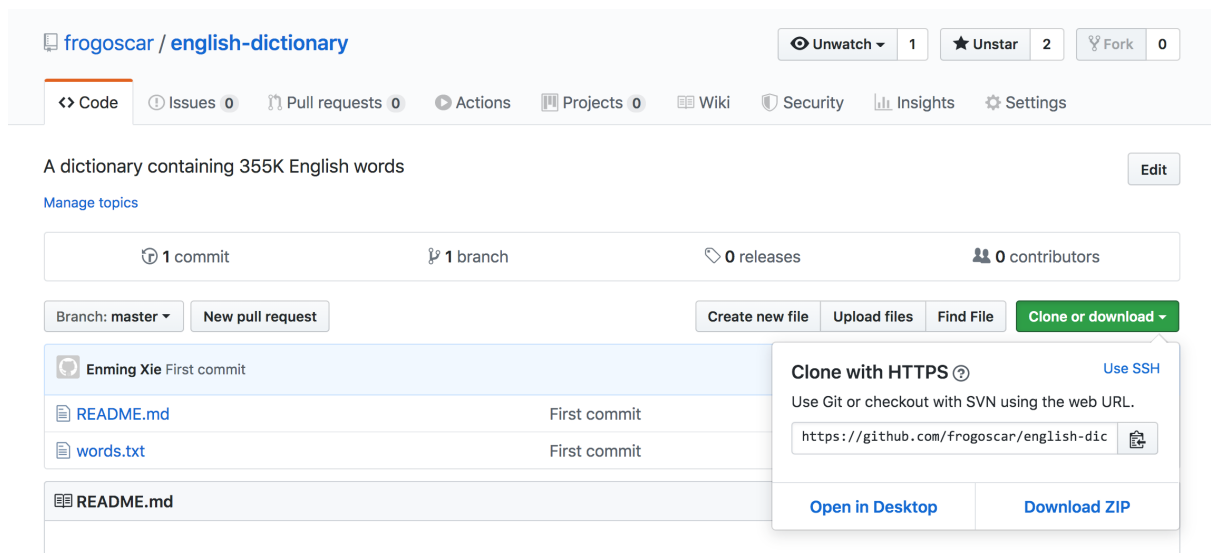 frogoscar / english-dictionary
Unwatch 1 Unstar 2 Fork 0
Code Issues 0 Pull requests 0 Actions Projects 0 Wiki Security Insights Settings
A dictionary containing 355K English words
Edit
Manage topics
1 commit 1 branch 0 releases 0 contributors
Branch: master New pull request Create new file Upload files Find File Clone or download
Enming Xie First commit
README.md First commit
words.txt First commit
README.md
Clone with HTTPS ? Use SSH
Use Git or checkout with SVN using the web URL.
https://github.com/frogoscar/english-dic
Open in Desktop Download ZIP